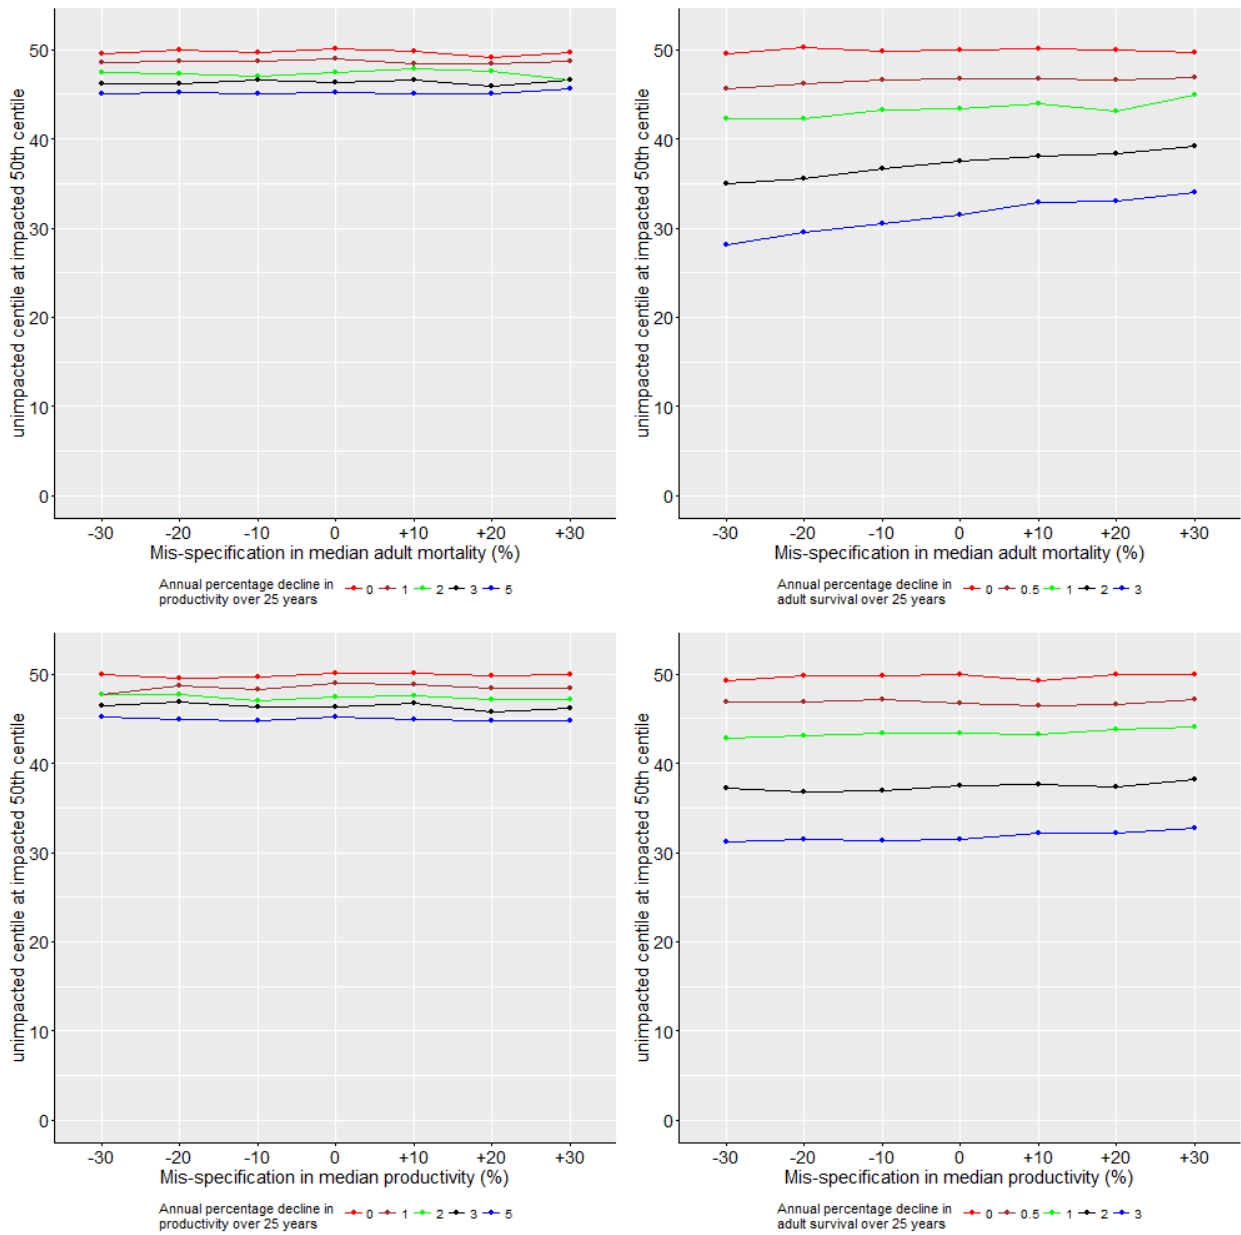 unimpacted centile at impacted 50th centile
50
40
30
20
10
0
-30 -20 -10 0 +10 +20 +30
Mis-specification in median adult mortality (%)
Annual percentage decline in
productivity over 25 years
0 1 2 3 5
unimpacted centile at impacted 50th centile
50
40
30
20
10
0
-30 -20 -10 0 +10 +20 +30
Mis-specification in median adult mortality (%)
Annual percentage decline in
adult survival over 25 years
0 0.5 1 2 3
unimpacted centile at impacted 50th centile
50
40
30
20
10
0
-30 -20 -10 0 +10 +20 +30
Mis-specification in median productivity (%)
Annual percentage decline in
productivity over 25 years
0 1 2 3 5
unimpacted centile at impacted 50th centile
50
40
30
20
10
0
-30 -20 -10 0 +10 +20 +30
Mis-specification in median productivity (%)
Annual percentage decline in
adult survival over 25 years
0 0.5 1 2 3